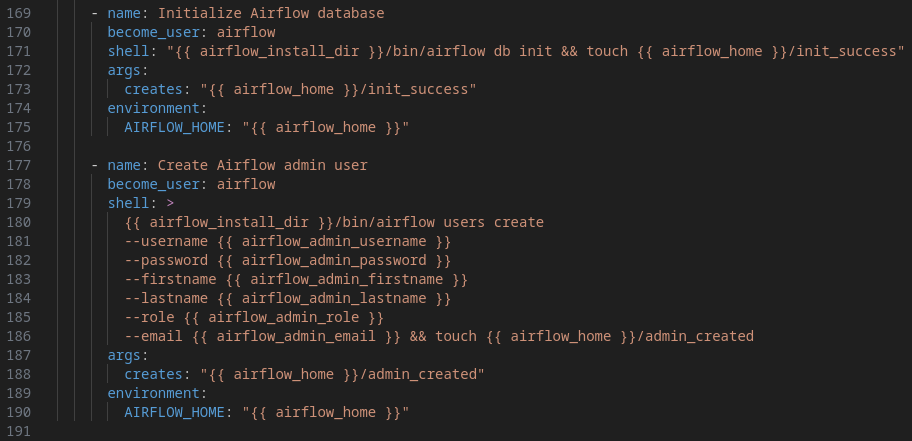 169 - name: Initialize Airflow database
170 become_user: airflow
171 shell: "{{ airflow_install_dir }}/bin/airflow db init && touch {{ airflow_home }}/init_success"
172 args:
173 creates: "{{ airflow_home }}/init_success"
174 environment:
175 AIRFLOW_HOME: "{{ airflow_home }}"
176
177 - name: Create Airflow admin user
178 become_user: airflow
179 shell: >
180 {{ airflow_install_dir }}/bin/airflow users create
181 --username {{ airflow_admin_username }}
182 --password {{ airflow_admin_password }}
183 --firstname {{ airflow_admin_firstname }}
184 --lastname {{ airflow_admin_lastname }}
185 --role {{ airflow_admin_role }}
186 --email {{ airflow_admin_email }} && touch {{ airflow_home }}/admin_created
187 args:
188 creates: "{{ airflow_home }}/admin_created"
189 environment:
190 AIRFLOW_HOME: "{{ airflow_home }}"
191